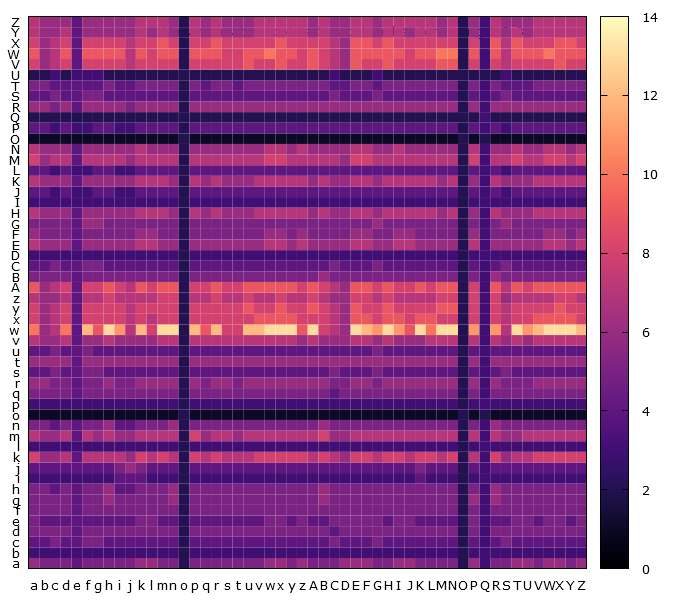 Z
Y
X
W
V
U
T
S
R
Q
P
O
N
M
L
K
J
I
H
G
F
E
D
C
B
A
z
y
x
w
v
u
t
s
r
q
p
o
n
m
l
k
j
i
h
g
f
e
d
c
b
a
a b c d e f g h i j k l m n o p q r s t u v w x y z A B C D E F G H I J K L M N O P Q R S T U V W X Y Z
14
12
10
8
6
4
2
0